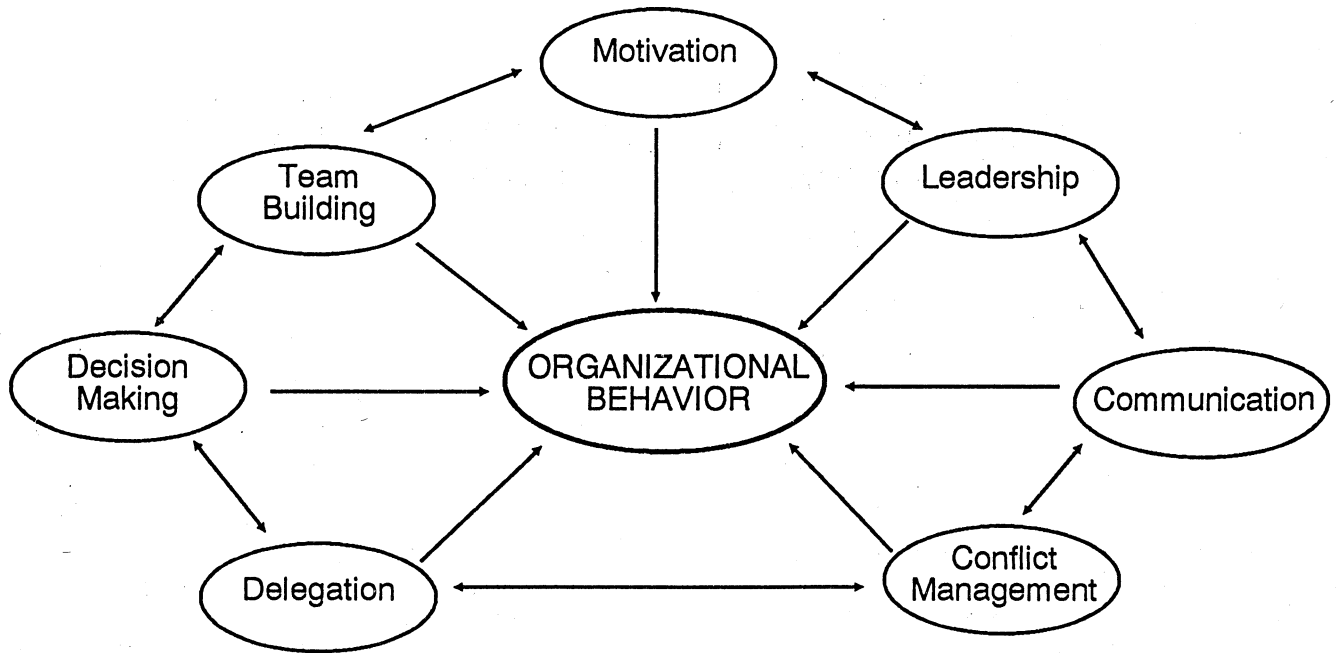 Motivation
Team
Building
Leadership
Decision
Making
ORGANIZATIONAL
BEHAVIOR
Communication
Delegation
Conflict
Management